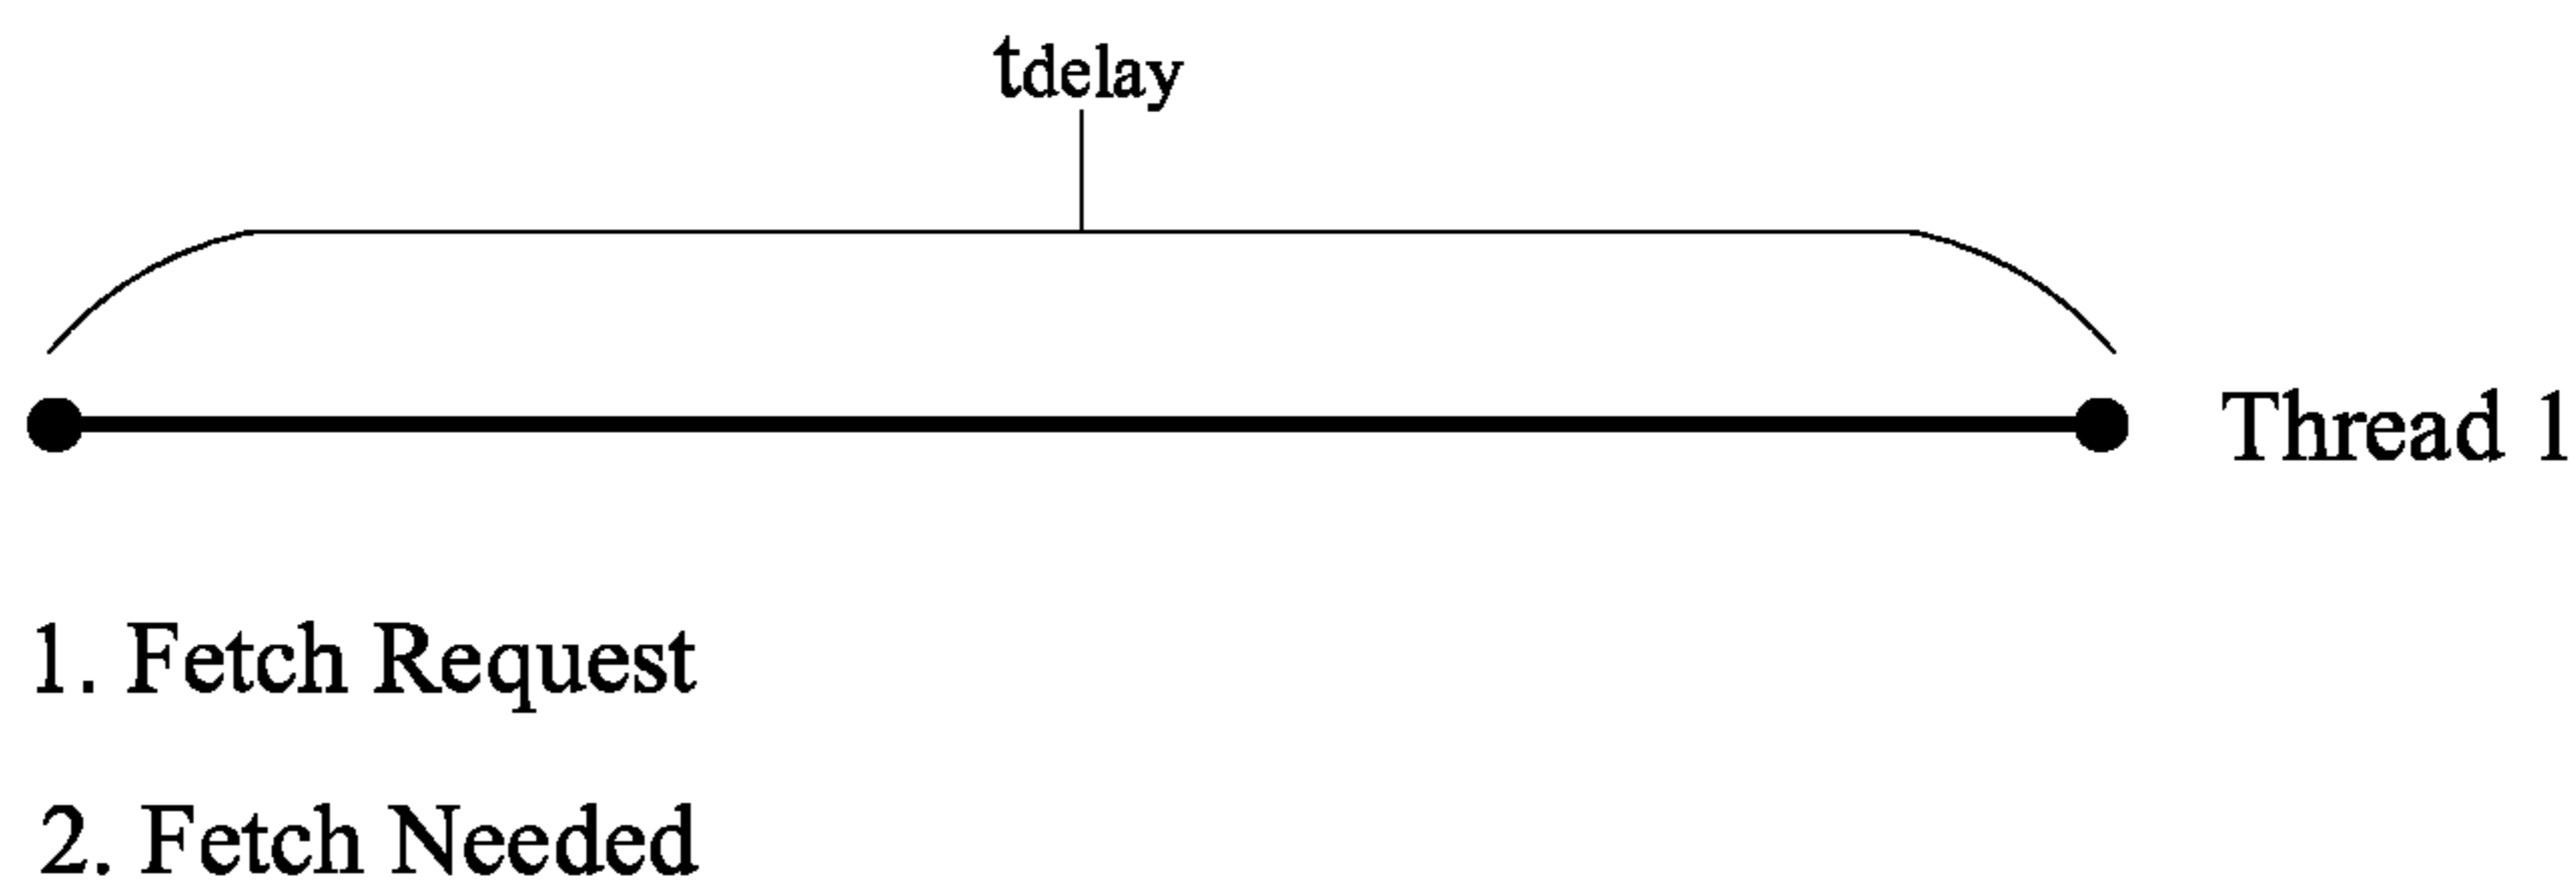 tdelay
Thread 1
1. Fetch Request
2. Fetch Needed